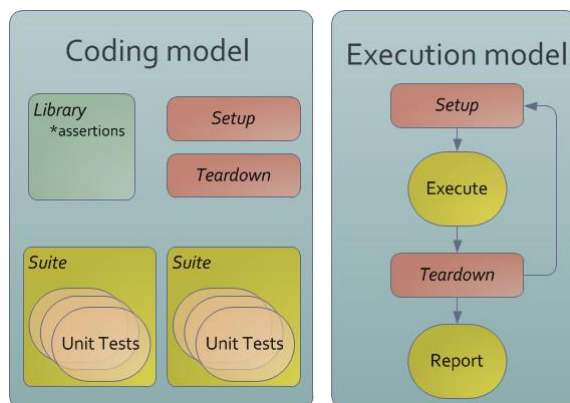 Coding model
Library
*assertions
Setup
Teardown
Suite
Unit Tests
Suite
Unit Tests
Execution model
Setup
Execute
Teardown
Report